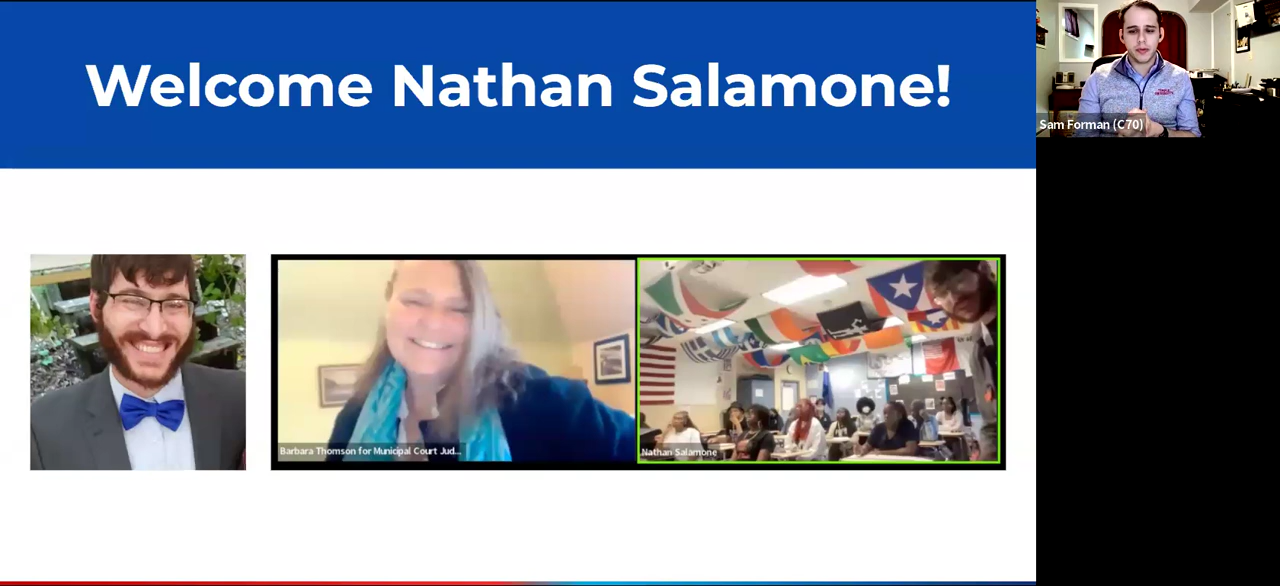 Welcome Nathan Salamone!
Sam Forman (C70)
Barbara Thomson for Municipal Court Jud...
Nathan Salamone